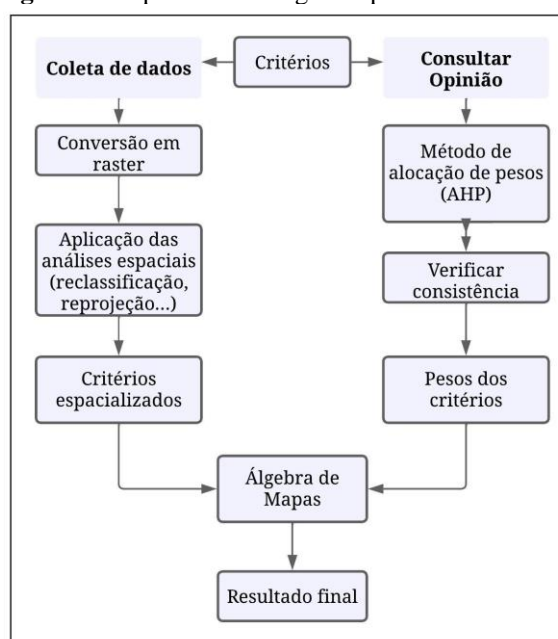 Coleta de dados
Critérios
Consultar
Opinião
Conversão em
raster
Método de
alocação de pesos
(AHP)
Aplicação das
análises espaciais
(reclassificação,
reprojeção...)
Verificar
consistência
Critérios
espacializados
Pesos dos
critérios
Álgebra de
Mapas
Resultado final